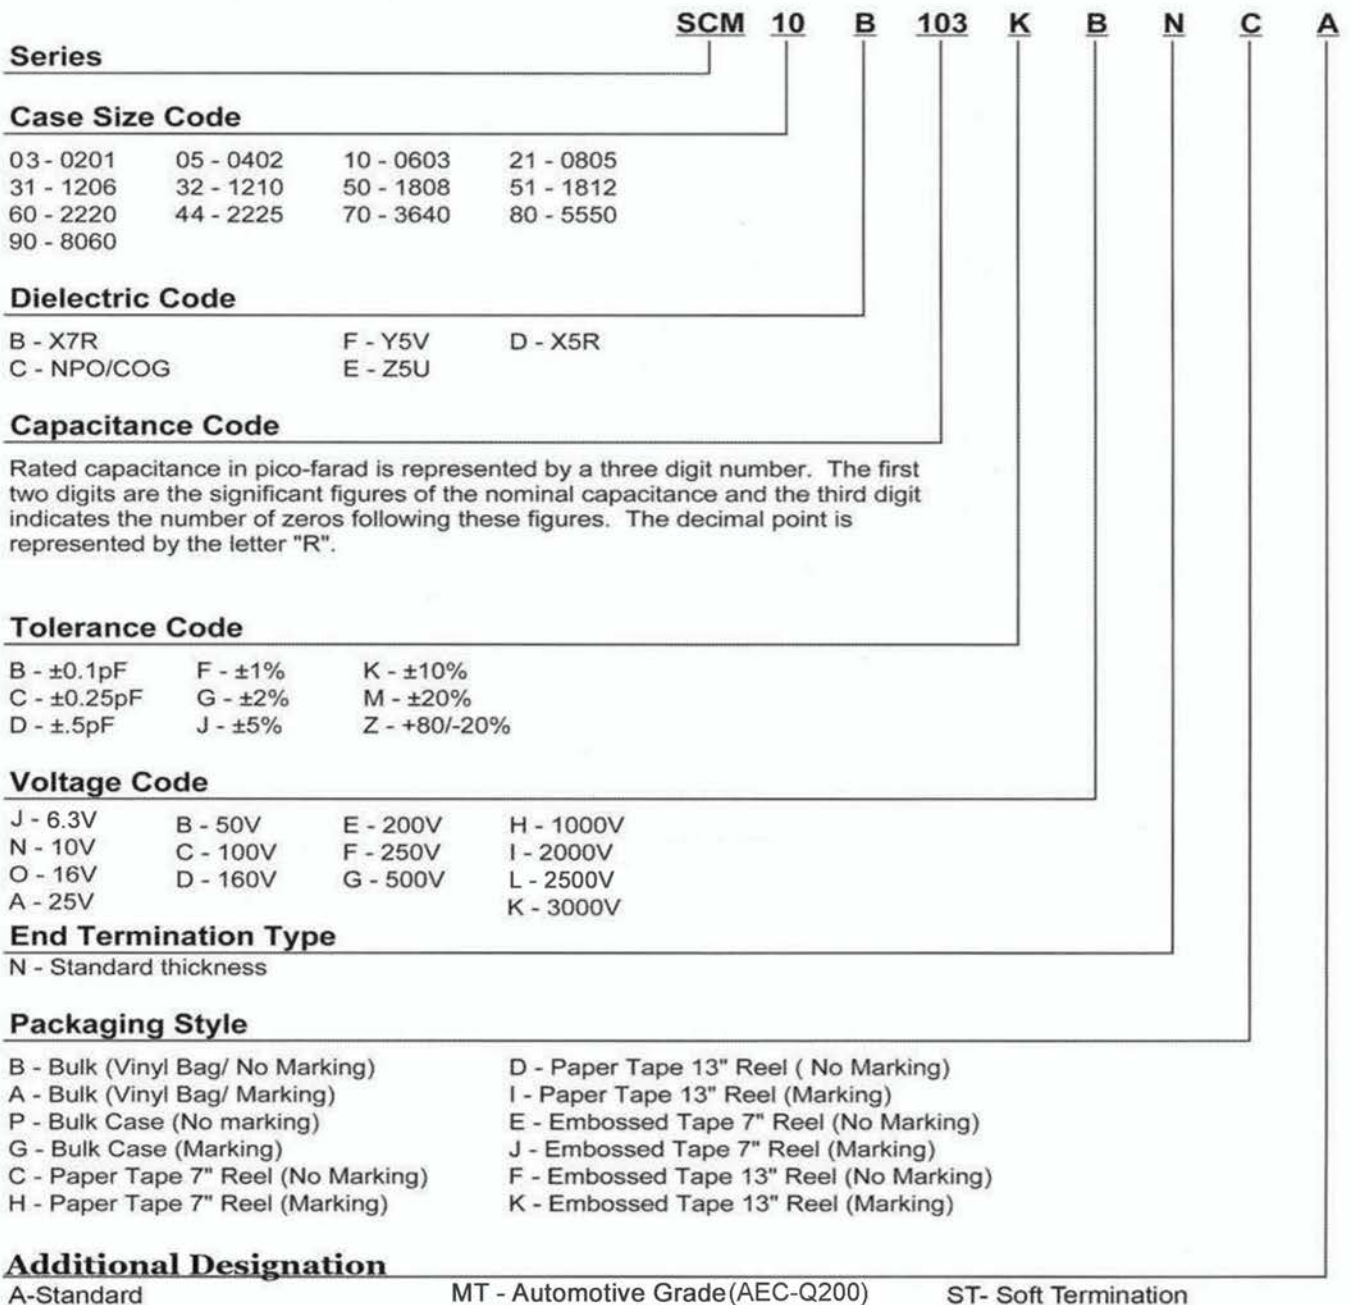 SCM 10 B 103 K B N C A
Series
Case Size Code
03 - 0201 05 - 0402 10 - 0603 21 - 0805
31 - 1206 32 - 1210 50 - 1808 51 - 1812
60 - 2220 44 - 2225 70 - 3640 80 - 5550
90 - 8060
Dielectric Code
B - X7R F - Y5V D - X5R
C - NPO/COG E - Z5U
Capacitance Code
Rated capacitance in pico-farad is represented by a three digit number. The first
two digits are the significant figures of the nominal capacitance and the third digit
indicates the number of zeros following these figures. The decimal point is
represented by the letter "R".
Tolerance Code
B - ±0.1pF F - ±1% K - ±10%
C - ±0.25pF G - ±2% M - ±20%
D - ±.5pF J - ±5% Z - +80/-20%
Voltage Code
J - 6.3V B - 50V E - 200V H - 1000V
N - 10V C - 100V F - 250V I - 2000V
O - 16V D - 160V G - 500V L - 2500V
A - 25V K - 3000V
End Termination Type
N - Standard thickness
Packaging Style
B - Bulk (Vinyl Bag/ No Marking) D - Paper Tape 13" Reel ( No Marking)
A - Bulk (Vinyl Bag/ Marking) I - Paper Tape 13" Reel (Marking)
P - Bulk Case (No marking) E - Embossed Tape 7" Reel (No Marking)
G - Bulk Case (Marking) J - Embossed Tape 7" Reel (Marking)
C - Paper Tape 7" Reel (No Marking) F - Embossed Tape 13" Reel (No Marking)
H - Paper Tape 7" Reel (Marking) K - Embossed Tape 13" Reel (Marking)
Additional Designation
A-Standard MT - Automotive Grade(AEC-Q200) ST- Soft Termination